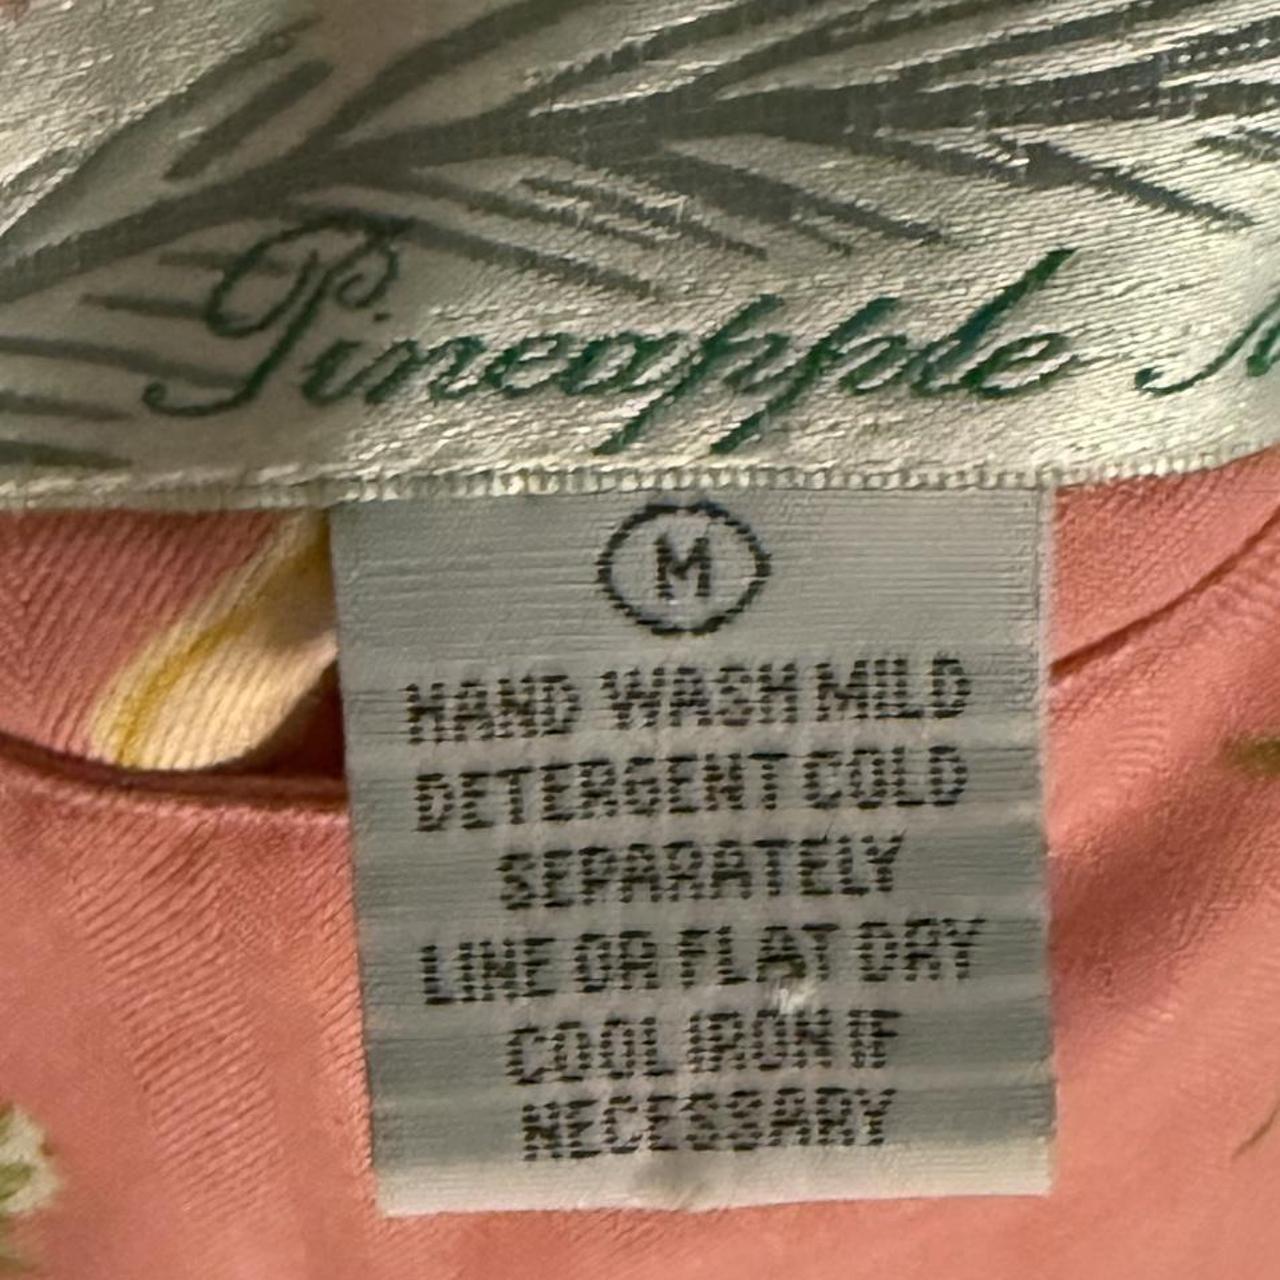 Pineapple
M
HAND WASH MILD
DETERGENT COLD
SEPARATELY
LINE OR FLAT DRY
COOL IRON IF
NECESSARY